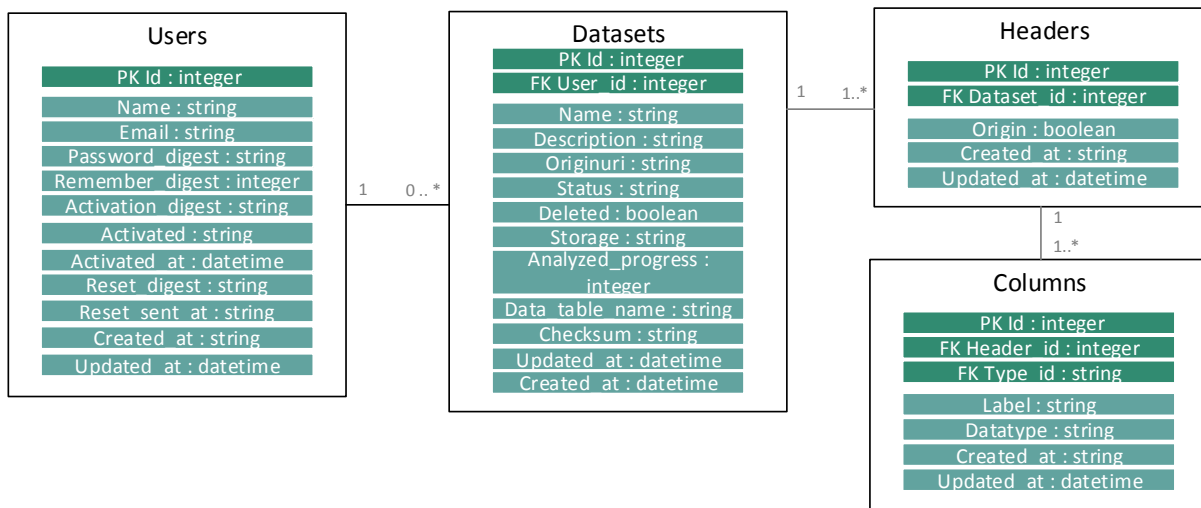 Users
PK Id : integer
Name : string
Email : string
Password_digest : string
Remember_digest : integer
Activation_digest : string
Activated : string
Activated_at : datetime
Reset_digest : string
Reset_sent_at : string
Created_at : string
Updated_at : datetime
1
0..*
Datasets
PK Id : integer
FK User_id : integer
Name : string
Description : string
Originuri : string
Status : string
Deleted : boolean
Storage : string
Analyzed_progress :
integer
Data_table_name : string
Checksum : string
Updated_at : datetime
Created_at : datetime
1
1..*
Headers
PK Id : integer
FK Dataset_id : integer
Origin : boolean
Created_at : string
Updated_at : datetime
1
1..*
Columns
PK Id : integer
FK Header_id : integer
FK Type_id : string
Label : string
Datatype : string
Created_at : string
Updated_at : datetime